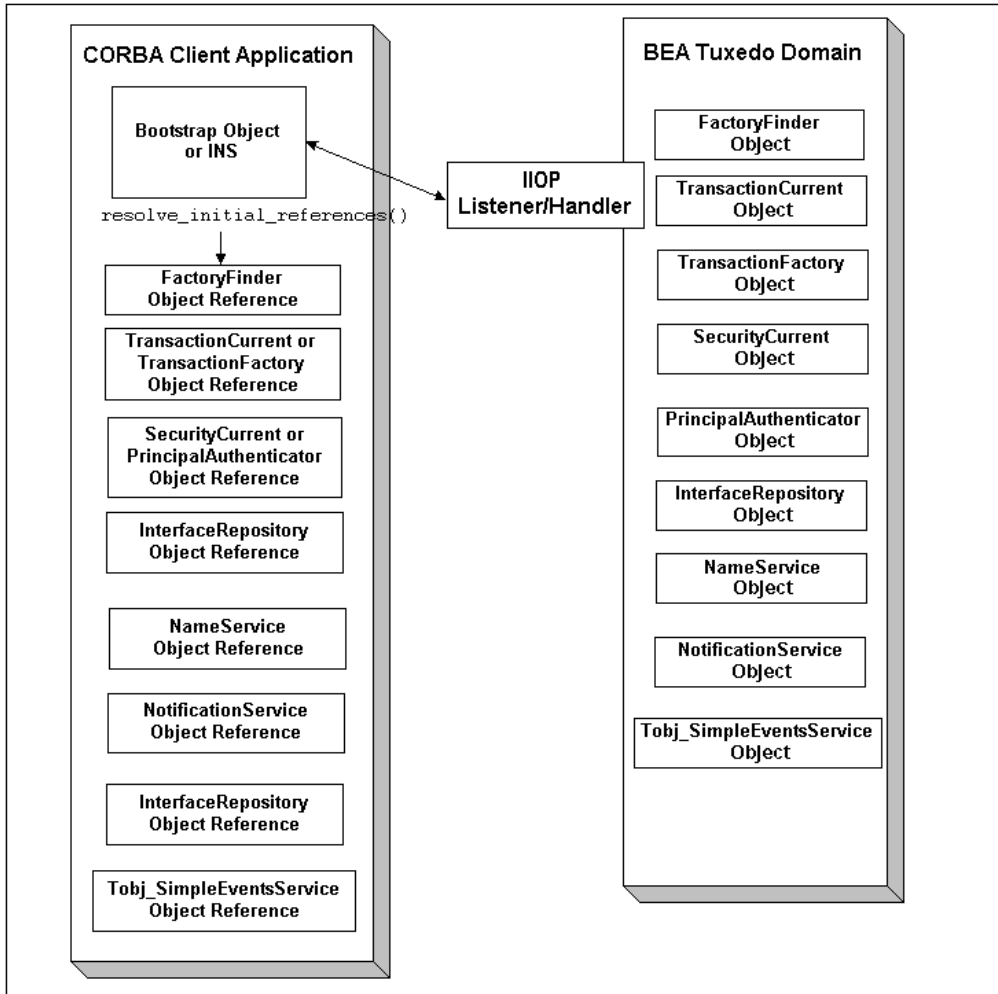 CORBA Client Application
Bootstrap Object
or INS
resolve_initial_references()
FactoryFinder
Object Reference
TransactionCurrent or
TransactionFactory
Object Reference
SecurityCurrent or
PrincipalAuthenticator
Object Reference
InterfaceRepository
Object Reference
NameService
Object Reference
NotificationService
Object Reference
InterfaceRepository
Object Reference
Tobj_SimpleEventsService
Object Reference
IIOP
Listener/Handler
BEA Tuxedo Domain
FactoryFinder
Object
TransactionCurrent
Object
TransactionFactory
Object
SecurityCurrent
Object
PrincipalAuthenticator
Object
InterfaceRepository
Object
NameService
Object
NotificationService
Object
Tobj_SimpleEventsService
Object